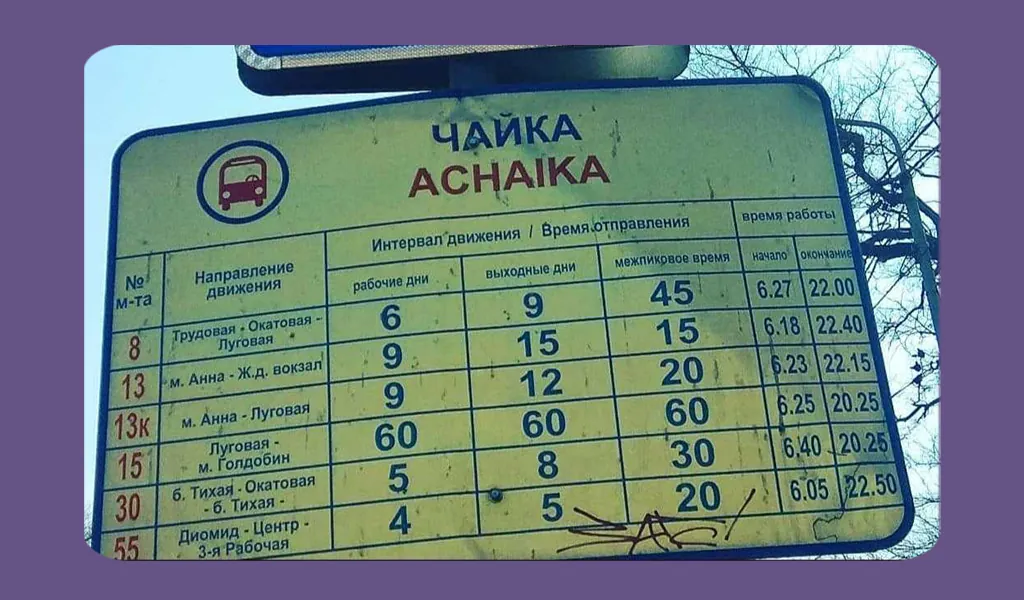 ЧАЙКА
ACHAIKA
№ м-та
Направление движения
Интервал движения / Время отправления
время работы
рабочие дни
выходные дни
межпиковое время
начало
окончание
8 Трудовая - Окатовая - Луговая 6 9 45 6.27 22.00
13 м. Анна - Ж.д. вокзал 9 15 15 6.18 22.40
13к м. Анна - Луговая 9 12 20 6.23 22.15
15 Луговая - м. Голдобин 60 60 60 6.25 20.25
30 б. Тихая - Окатовая - б. Тихая - 5 8 30 6.40 20.25
55 Диомид - Центр - 3-я Рабочая 4 5 20 6.05 22.50